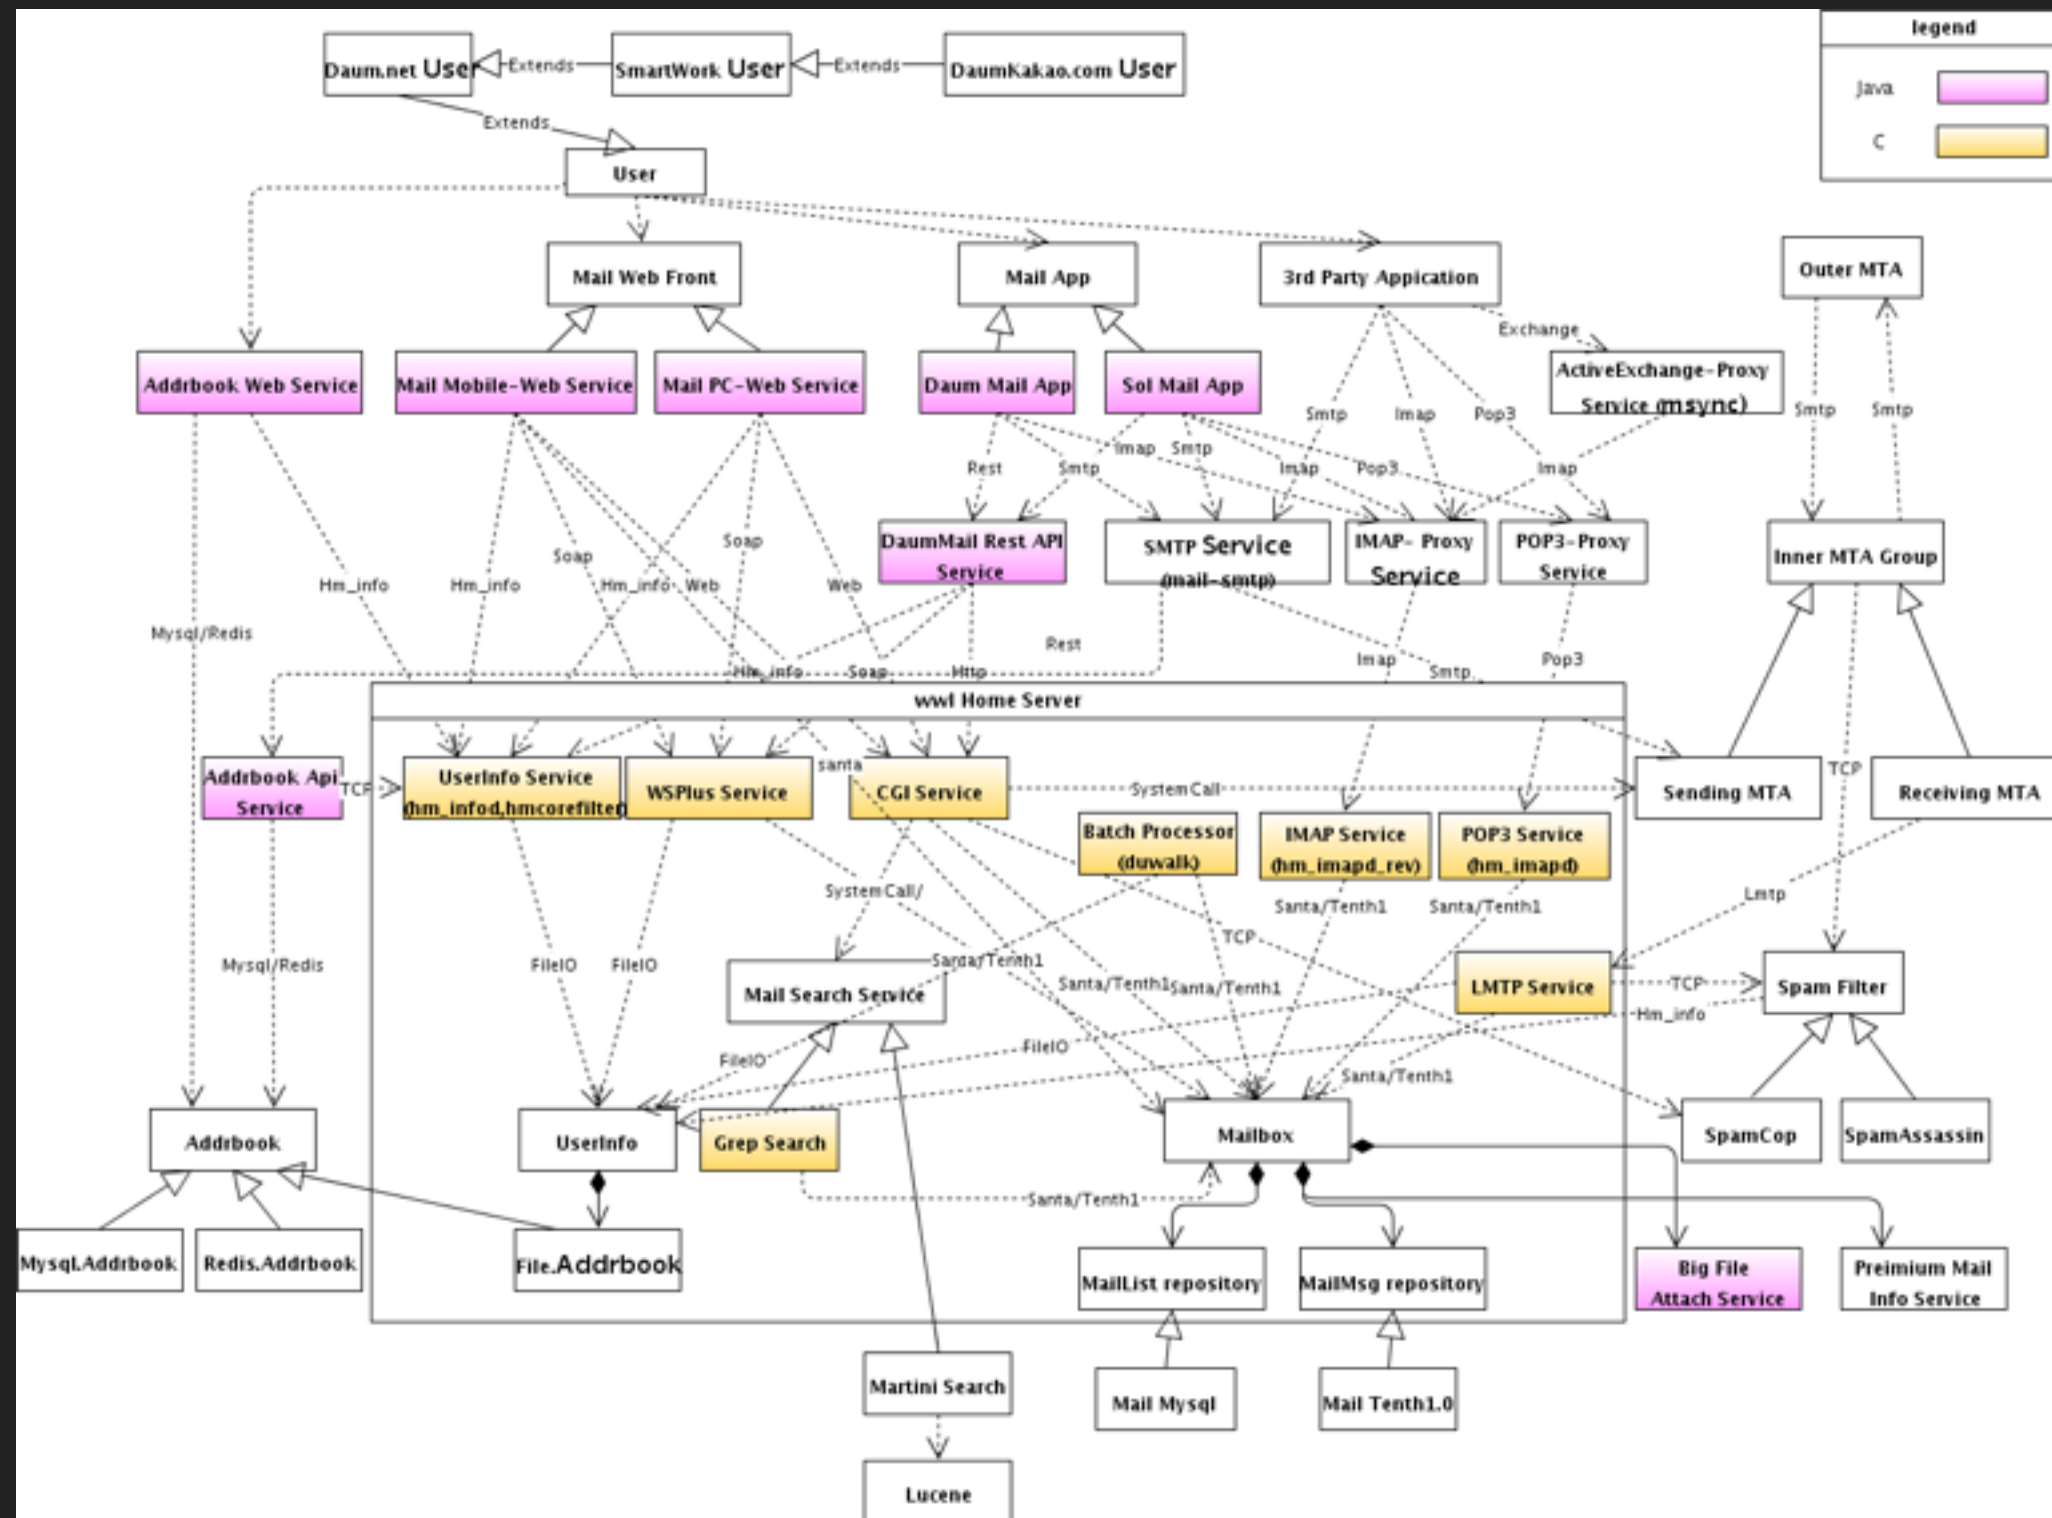 legend
Java
C
Daum.net User
Extends
SmartWork User
Extends
DaumKakao.com User
Extends
User
Mail Web Front
Mail App
3rd Party Appication
Outer MTA
Exchange
Addrbook Web Service
Mail Mobile-Web Service
Mail PC-Web Service
Daum Mail App
Sol Mail App
ActiveExchange-Proxy
Service (msync)
Smtp
Imap
Pop3
Smtp
Smtp
Imap
Smtp
Rest
Smtp
Imap
Pop3
Imap
DaumMail Rest API
Service
SMTP Service
(mail-smtp)
IMAP- Proxy
Service
POP3-Proxy
Service
Inner MTA Group
Soap
Soap
Hm_info
Hm_info
Hm_info
Web
Web
Mysql/Redis
Rest
Hm_info
Soap
Http
Imap
Smtp
Pop3
wwl Home Server
Addrbook Api
Service
TCP
UserInfo Service
(hm_infod,hmcorefilter)
WSPlus Service
santa
CGI Service
SystemCall
Sending MTA
TCP
Receiving MTA
Batch Processor
(duwalk)
IMAP Service
(hm_imapd_rev)
POP3 Service
(hm_imapd)
SystemCall/
Santa/Tenth1
Santa/Tenth1
Lmtp
TCP
Mysql/Redis
FileIO
FileIO
Santa/Tenth1
Mail Search Service
Santa/Tenth1
Santa/Tenth1
LMTP Service
TCP
Spam Filter
Hm_info
FileIO
FileIO
Santa/Tenth1
Addrbook
UserInfo
Grep Search
Mailbox
SpamCop
SpamAssassin
Santa/Tenth1
Mysql.Addrbook
Redis.Addrbook
File.Addrbook
MailList repository
MailMsg repository
Big File
Attach Service
Preimium Mail
Info Service
Martini Search
Mail Mysql
Mail Tenth1.0
Lucene